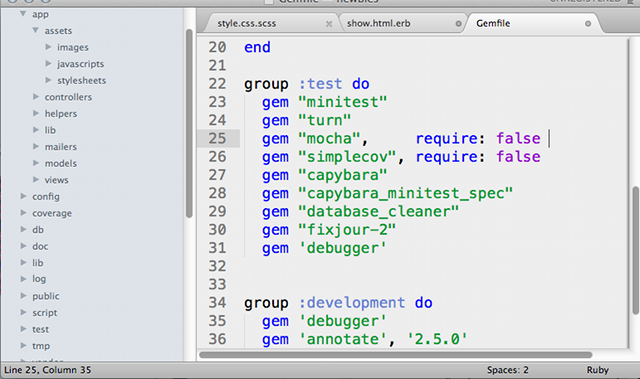 Gemfile — newbies
UNREGISTERED
app
assets
images
javascripts
stylesheets
controllers
helpers
lib
mailers
models
views
config
coverage
db
doc
lib
log
public
script
test
tmp
vendor
style.css.scss
show.html.erb
Gemfile
20 end
21
22 group :test do
23 gem "minitest"
24 gem "turn"
25 gem "mocha", require: false
26 gem "simplecov", require: false
27 gem "capybara"
28 gem "capybara_minitest_spec"
29 gem "database_cleaner"
30 gem "fixjour-2"
31 gem 'debugger'
32
33
34 group :development do
35 gem 'debugger'
36 gem 'annotate', '2.5.0'
Line 25, Column 35
Spaces: 2
Ruby